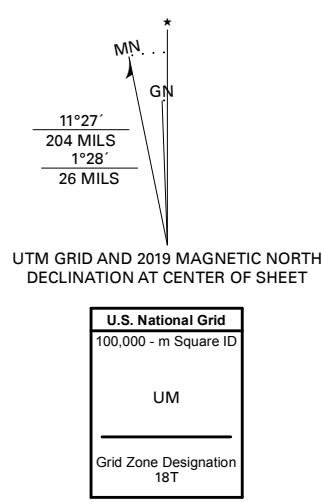 ★
MN
GN
11°27´
204 MILS
1°28´
26 MILS
UTM GRID AND 2019 MAGNETIC NORTH
DECLINATION AT CENTER OF SHEET
U.S. National Grid
100,000 - m Square ID
UM
Grid Zone Designation
18T